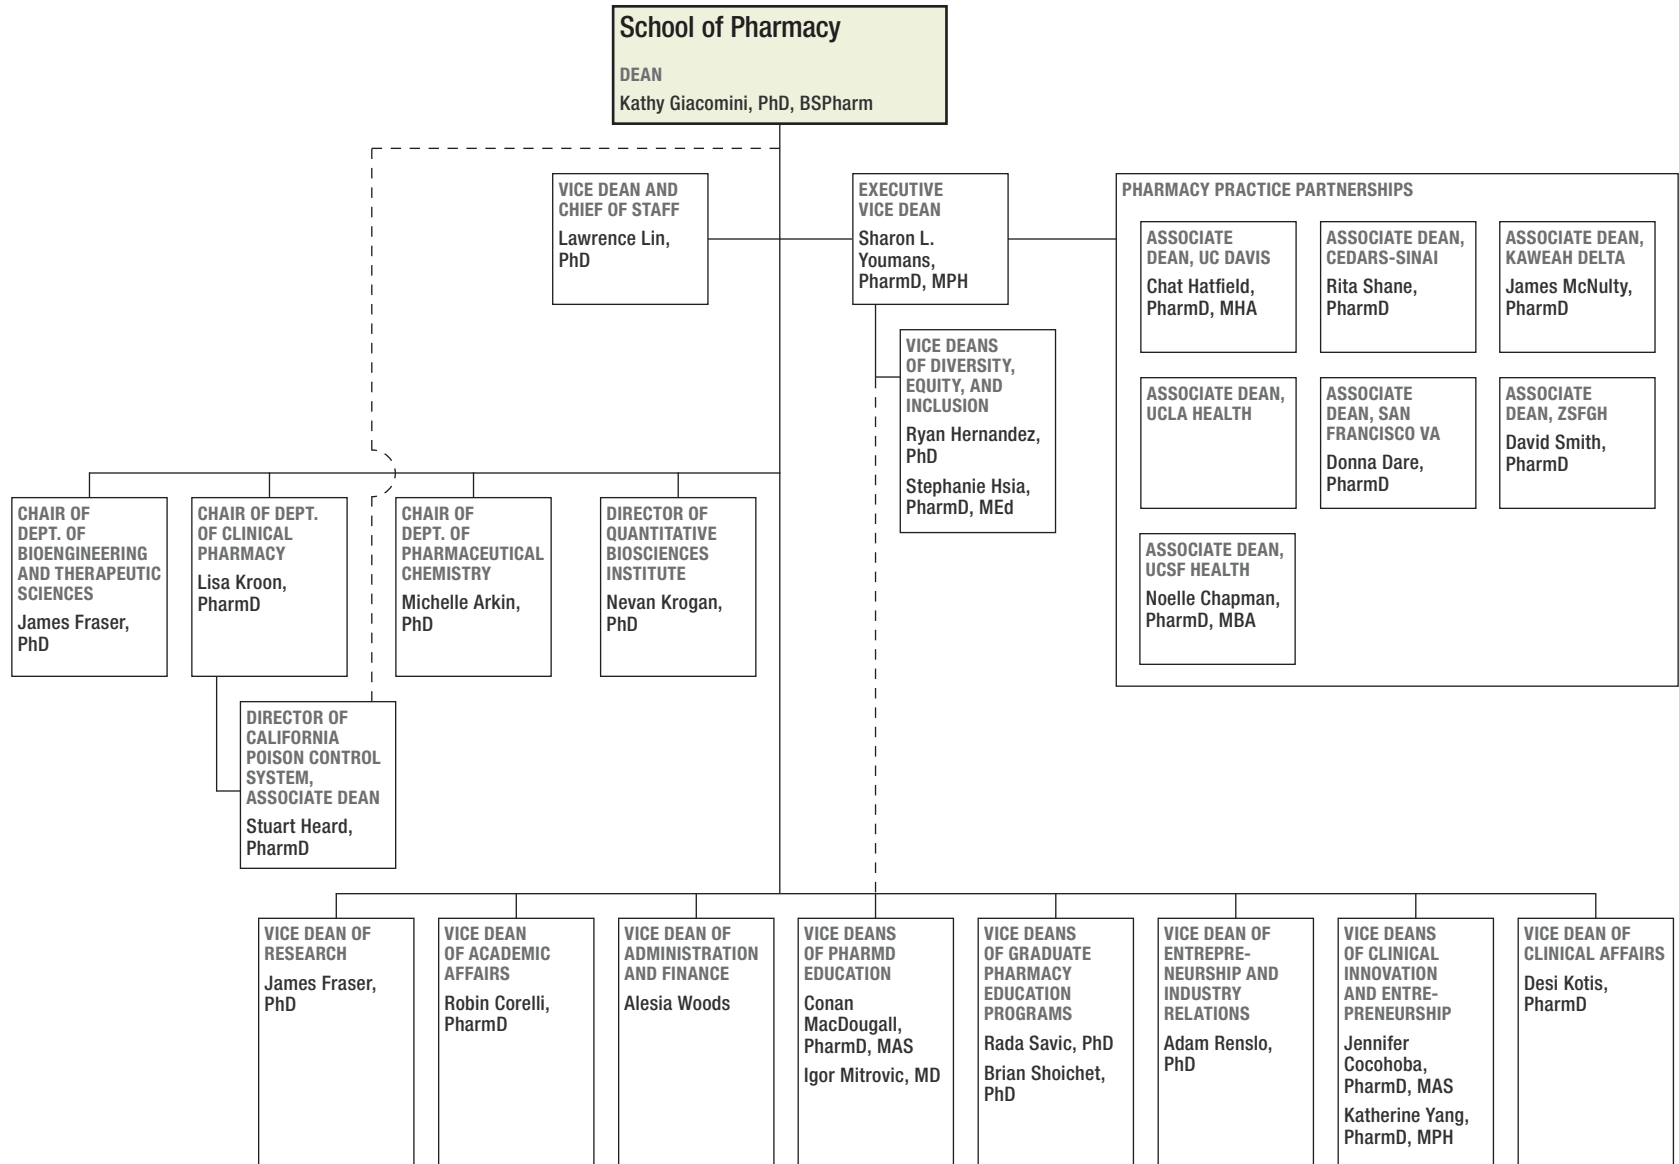 School of Pharmacy
DEAN
Kathy Giacomini, PhD, BSPharm
VICE DEAN AND
CHIEF OF STAFF
Lawrence Lin,
PhD
EXECUTIVE
VICE DEAN
Sharon L.
Youmans,
PharmD, MPH
PHARMACY PRACTICE PARTNERSHIPS
ASSOCIATE
DEAN, UC DAVIS
Chat Hatfield,
PharmD, MHA
ASSOCIATE DEAN,
CEDARS-SINAI
Rita Shane,
PharmD
ASSOCIATE DEAN,
KAWEAH DELTA
James McNulty,
PharmD
VICE DEANS
OF DIVERSITY,
EQUITY, AND
INCLUSION
Ryan Hernandez,
PhD
Stephanie Hsia,
PharmD, MEd
ASSOCIATE DEAN,
UCLA HEALTH
ASSOCIATE
DEAN, SAN
FRANCISCO VA
Donna Dare,
PharmD
ASSOCIATE
DEAN, ZSFGH
David Smith,
PharmD
ASSOCIATE DEAN,
UCSF HEALTH
Noelle Chapman,
PharmD, MBA
CHAIR OF
DEPT. OF
BIOENGINEERING
AND THERAPEUTIC
SCIENCES
James Fraser,
PhD
CHAIR OF DEPT.
OF CLINICAL
PHARMACY
Lisa Kroon,
PharmD
CHAIR OF
DEPT. OF
PHARMACEUTICAL
CHEMISTRY
Michelle Arkin,
PhD
DIRECTOR OF
QUANTITATIVE
BIOSCIENCES
INSTITUTE
Nevan Krogan,
PhD
DIRECTOR OF
CALIFORNIA
POISON CONTROL
SYSTEM,
ASSOCIATE DEAN
Stuart Heard,
PharmD
VICE DEAN OF
RESEARCH
James Fraser,
PhD
VICE DEAN
OF ACADEMIC
AFFAIRS
Robin Corelli,
PharmD
VICE DEAN OF
ADMINISTRATION
AND FINANCE
Alesia Woods
VICE DEANS
OF PHARMD
EDUCATION
Conan
MacDougall,
PharmD, MAS
Igor Mitrovic, MD
VICE DEANS
OF GRADUATE
PHARMACY
EDUCATION
PROGRAMS
Rada Savic, PhD
Brian Shoichet,
PhD
VICE DEAN OF
ENTREPRE-
NEURSHIP AND
INDUSTRY
RELATIONS
Adam Renslo,
PhD
VICE DEANS
OF CLINICAL
INNOVATION
AND ENTRE-
PRENEURSHIP
Jennifer
Cocohoba,
PharmD, MAS
Katherine Yang,
PharmD, MPH
VICE DEAN OF
CLINICAL AFFAIRS
Desi Kotis,
PharmD